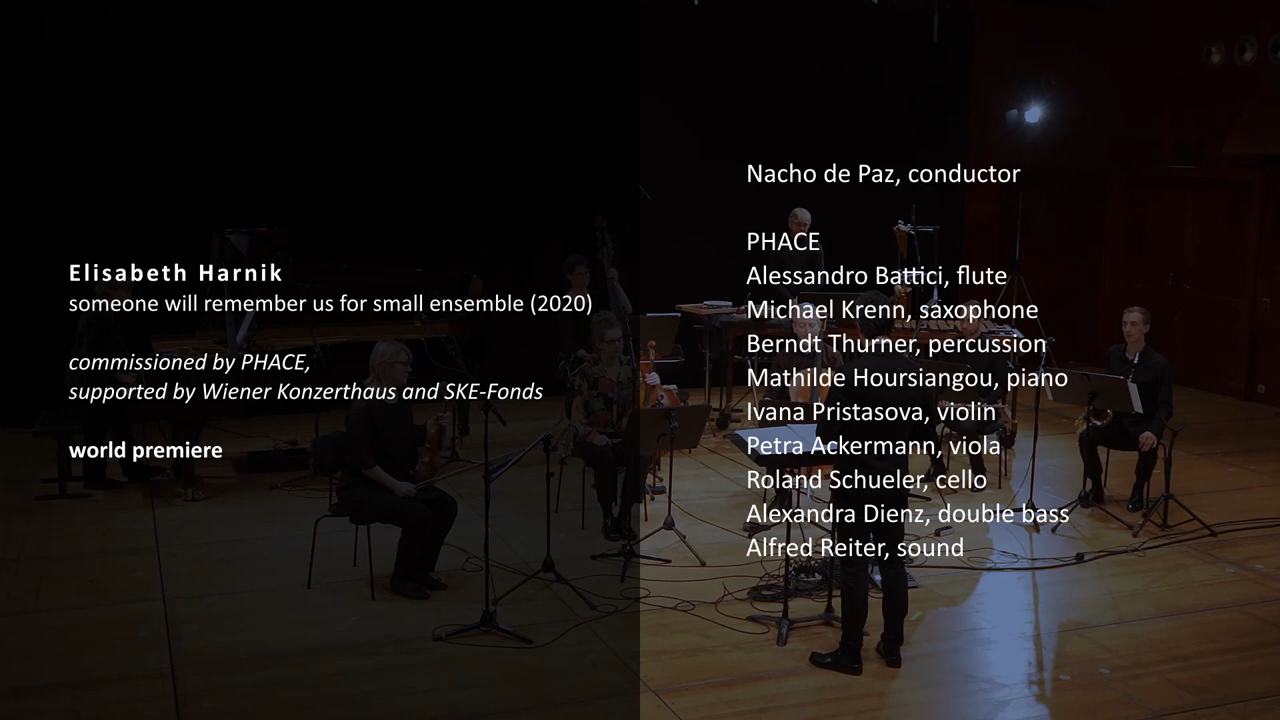 Elisabeth Harnik
someone will remember us for small ensemble (2020)
commissioned by PHACE,
supported by Wiener Konzerthaus and SKE-Fonds
world premiere
Nacho de Paz, conductor
PHACE
Alessandro Battici, flute
Michael Krenn, saxophone
Berndt Thurner, percussion
Mathilde Hoursiangou, piano
Ivana Pristasova, violin
Petra Ackermann, viola
Roland Schueler, cello
Alexandra Dienz, double bass
Alfred Reiter, sound